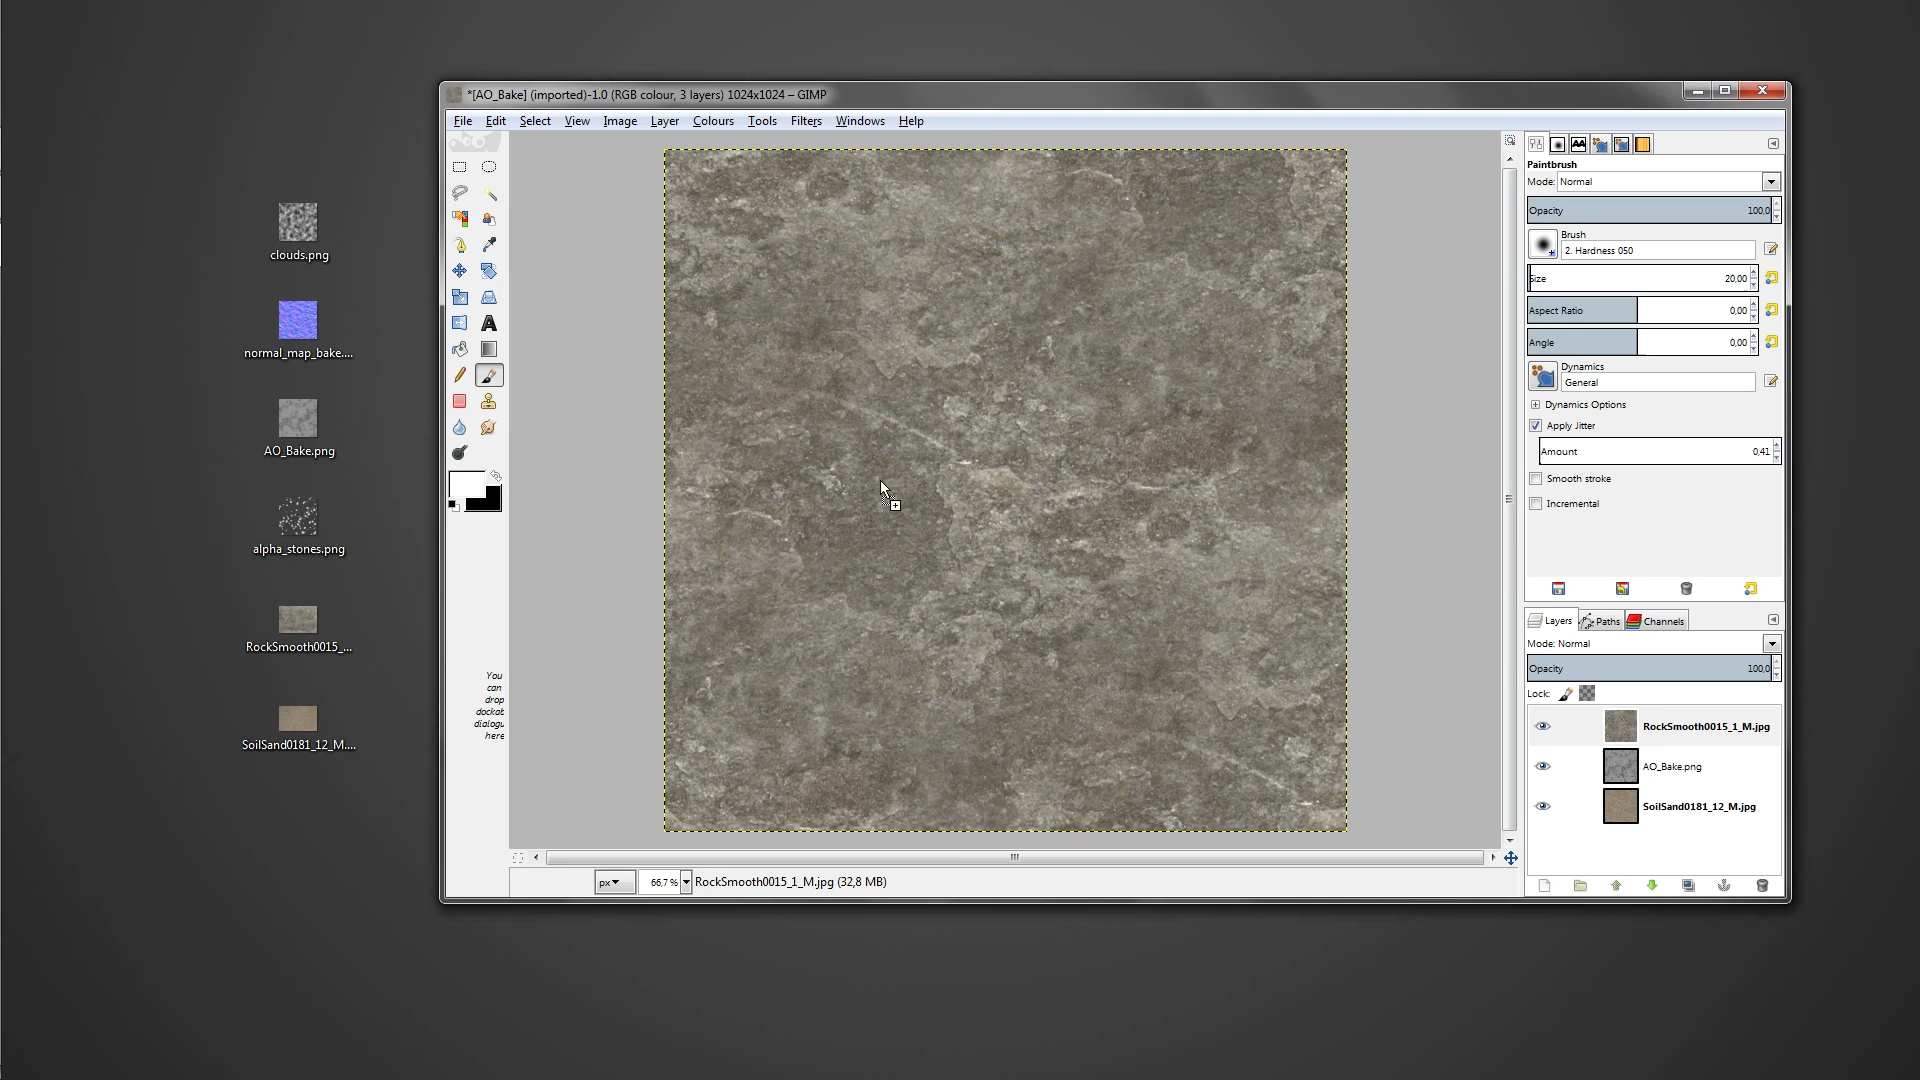 clouds.png
normal_map_bake....
AO_Bake.png
alpha_stones.png
RockSmooth0015_...
SoilSand0181_12_M....
*[AO_Bake] (imported)-1.0 (RGB colour, 3 layers) 1024x1024 – GIMP
File Edit Select View Image Layer Colours Tools Filters Windows Help
You
can
drop
dockab
dialogu
here
px 66,7 % RockSmooth0015_1_M.jpg (32,8 MB)
Paintbrush
Mode: Normal
Opacity 100,0
Brush
2. Hardness 050
Size 20,00
Aspect Ratio 0,00
Angle 0,00
Dynamics
General
Dynamics Options
Apply Jitter
Amount 0,41
Smooth stroke
Incremental
Layers Paths Channels
Mode: Normal
Opacity 100,0
Lock:
RockSmooth0015_1_M.jpg
AO_Bake.png
SoilSand0181_12_M.jpg